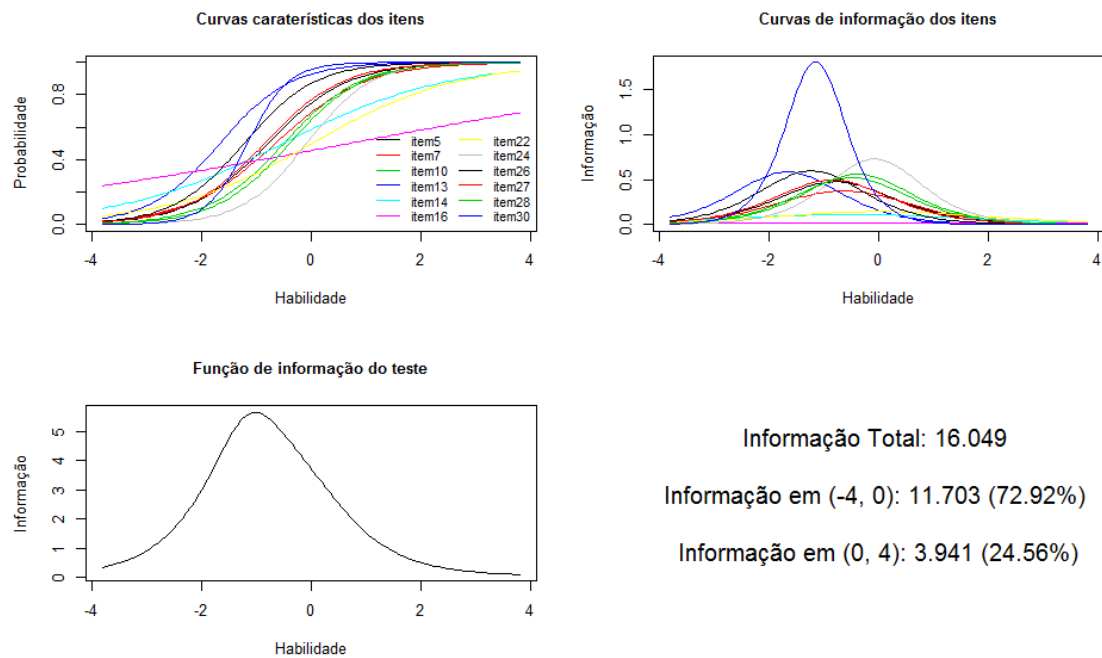 Curvas caraterísticas dos itens
Probabilidade
0.0 0.4 0.8
item5 item22
item7 item24
item10 item26
item13 item27
item14 item28
item16 item30
-4 -2 0 2 4
Habilidade
Curvas de informação dos itens
Informação
0.0 0.5 1.0 1.5
-4 -2 0 2 4
Habilidade
Função de informação do teste
Informação
0 1 2 3 4 5
-4 -2 0 2 4
Habilidade
Informação Total: 16.049
Informação em (-4, 0): 11.703 (72.92%)
Informação em (0, 4): 3.941 (24.56%)